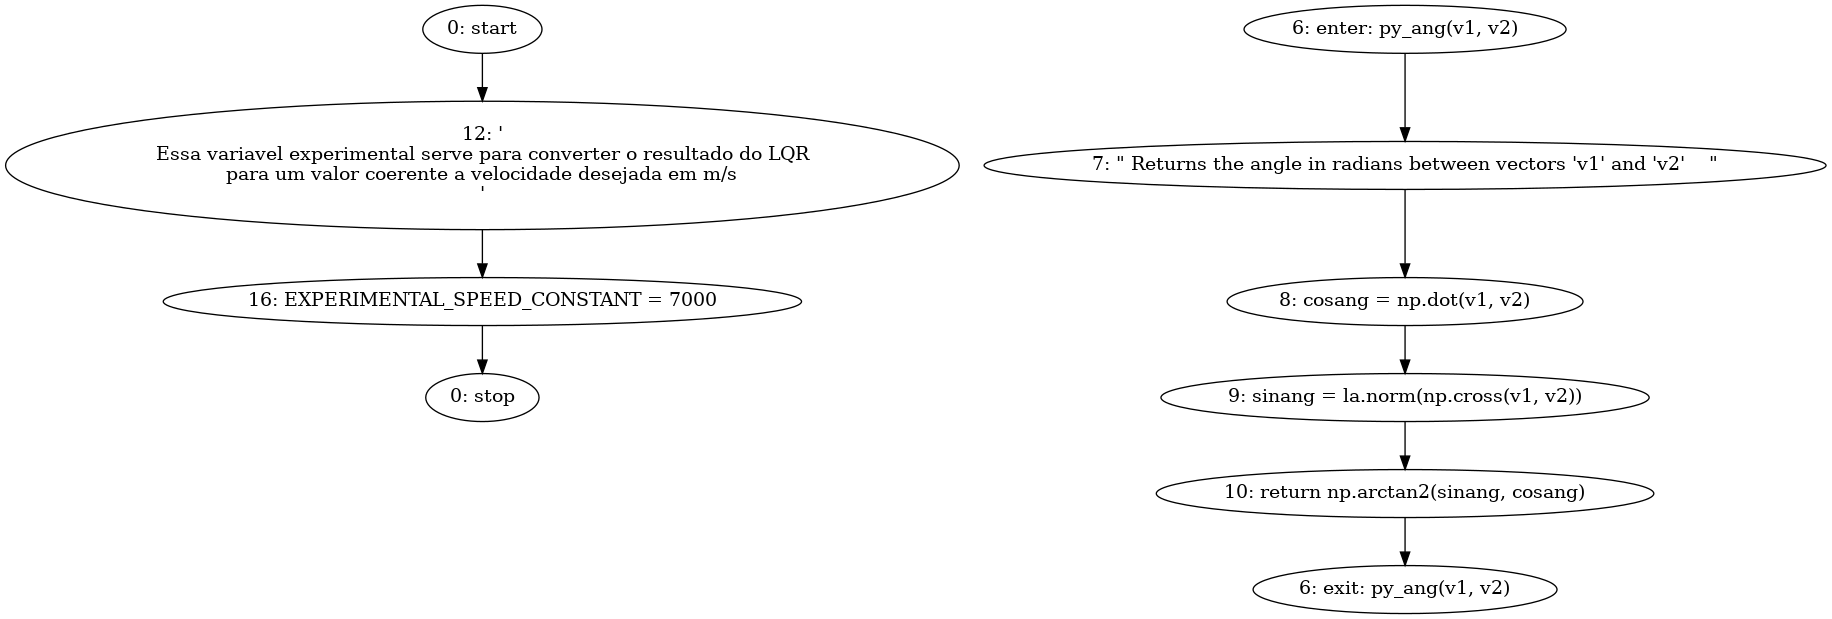 0: start
12: '
Essa variavel experimental serve para converter o resultado do LQR
para um valor coerente a velocidade desejada em m/s
'
16: EXPERIMENTAL_SPEED_CONSTANT = 7000
0: stop
6: enter: py_ang(v1, v2)
7: " Returns the angle in radians between vectors 'v1' and 'v2'    "
8: cosang = np.dot(v1, v2)
9: sinang = la.norm(np.cross(v1, v2))
10: return np.arctan2(sinang, cosang)
6: exit: py_ang(v1, v2)